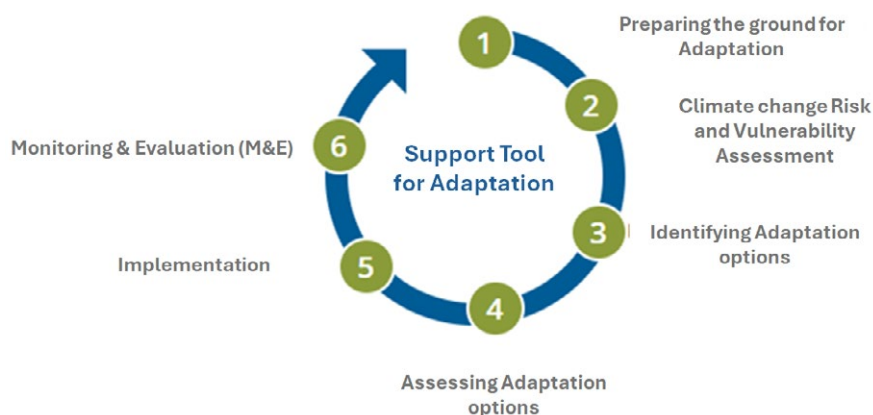 1
Preparing the ground for
Adaptation
2
Climate change Risk
and Vulnerability
Assessment
Support Tool
for Adaptation
3
Identifying Adaptation
options
4
Assessing Adaptation
options
5
Implementation
6
Monitoring & Evaluation (M&E)